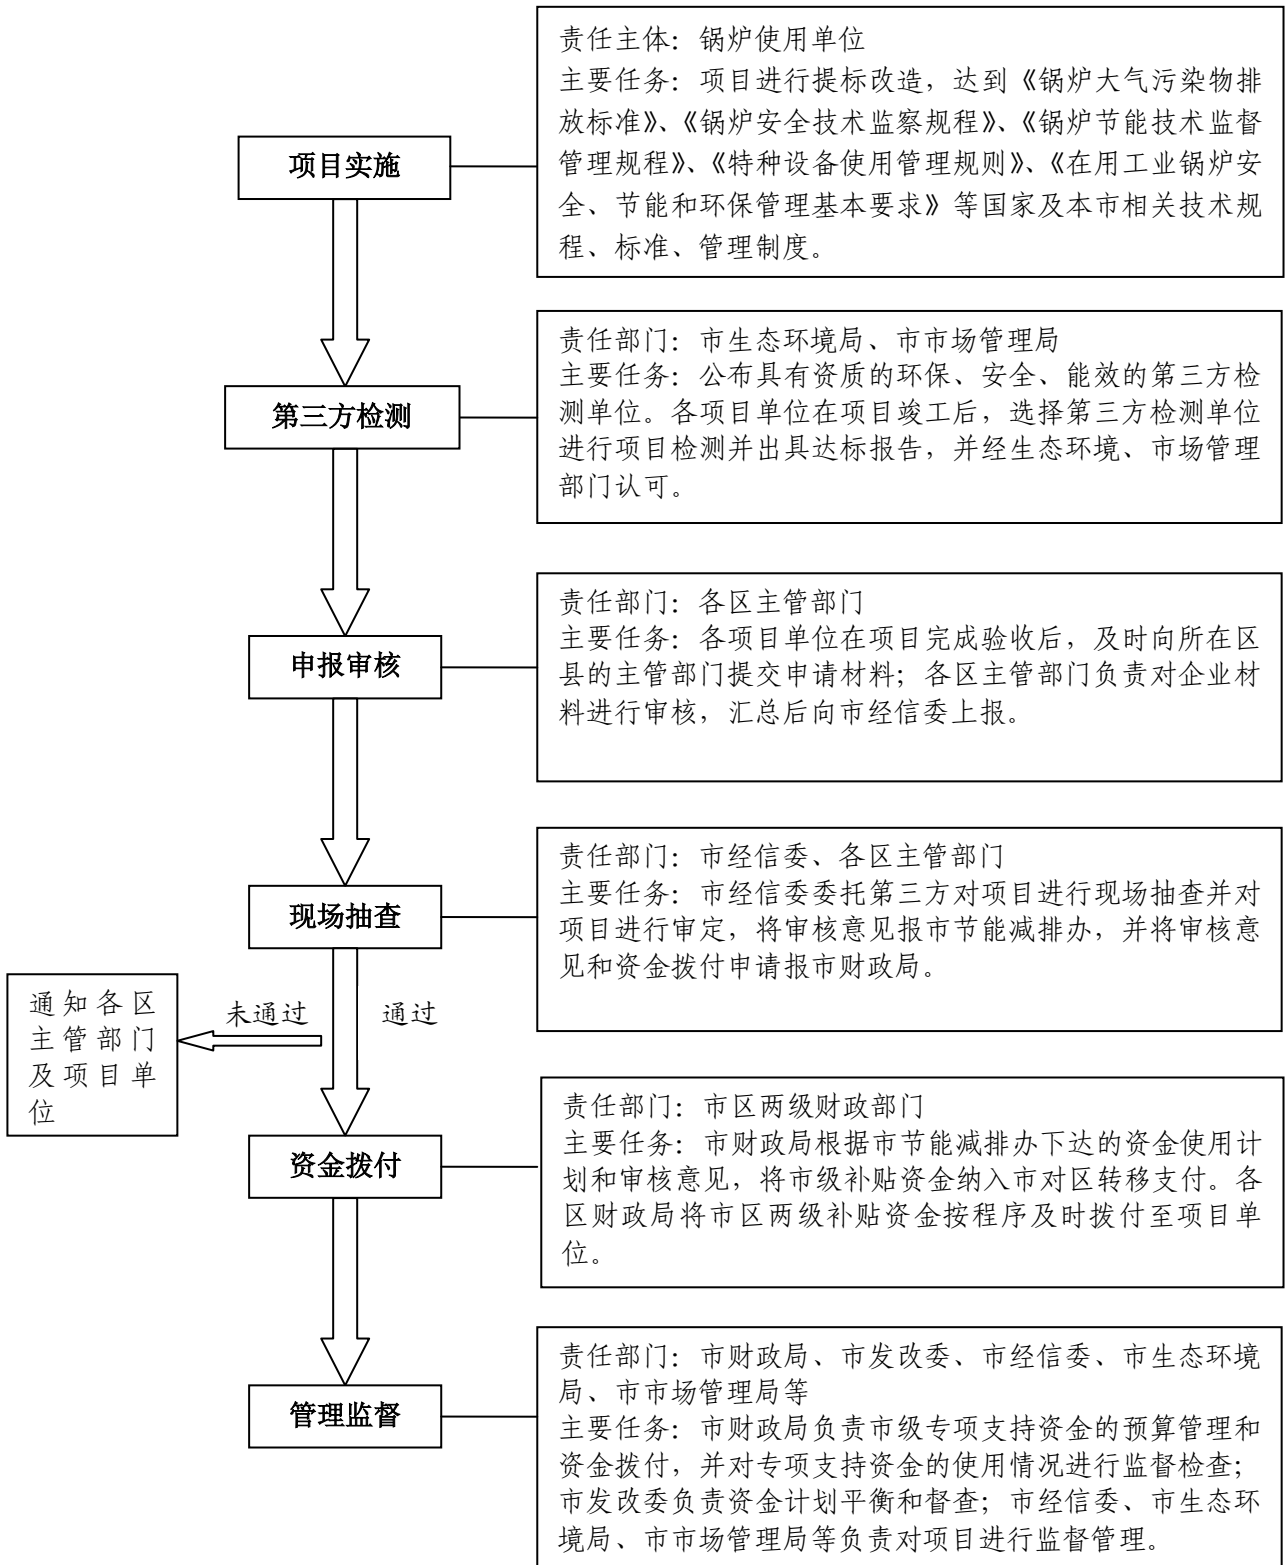 责任主体：锅炉使用单位
主要任务：项目进行提标改造，达到《锅炉大气污染物排
放标准》、《锅炉安全技术监察规程》、《锅炉节能技术监督
管理规程》、《特种设备使用管理规则》、《在用工业锅炉安
全、节能和环保管理基本要求》等国家及本市相关技术规
程、标准、管理制度。
项目实施
责任部门：市生态环境局、市市场管理局
主要任务：公布具有资质的环保、安全、能效的第三方检
测单位。各项目单位在项目竣工后，选择第三方检测单位
进行项目检测并出具达标报告，并经生态环境、市场管理
部门认可。
第三方检测
责任部门：各区主管部门
主要任务：各项目单位在项目完成验收后，及时向所在区
县的主管部门提交申请材料；各区主管部门负责对企业材
料进行审核，汇总后向市经信委上报。
申报审核
责任部门：市经信委、各区主管部门
主要任务：市经信委委托第三方对项目进行现场抽查并对
项目进行审定，将审核意见报市节能减排办，并将审核意
见和资金拨付申请报市财政局。
现场抽查
未通过
通过
通知各区
主管部门
及项目单
位
责任部门：市区两级财政部门
主要任务：市财政局根据市节能减排办下达的资金使用计
划和审核意见，将市级补贴资金纳入市对区转移支付。各
区财政局将市区两级补贴资金按程序及时拨付至项目单
位。
资金拨付
责任部门：市财政局、市发改委、市经信委、市生态环境
局、市市场管理局等
主要任务：市财政局负责市级专项支持资金的预算管理和
资金拨付，并对专项支持资金的使用情况进行监督检查；
市发改委负责资金计划平衡和督查；市经信委、市生态环
境局、市市场管理局等负责对项目进行监督管理。
管理监督